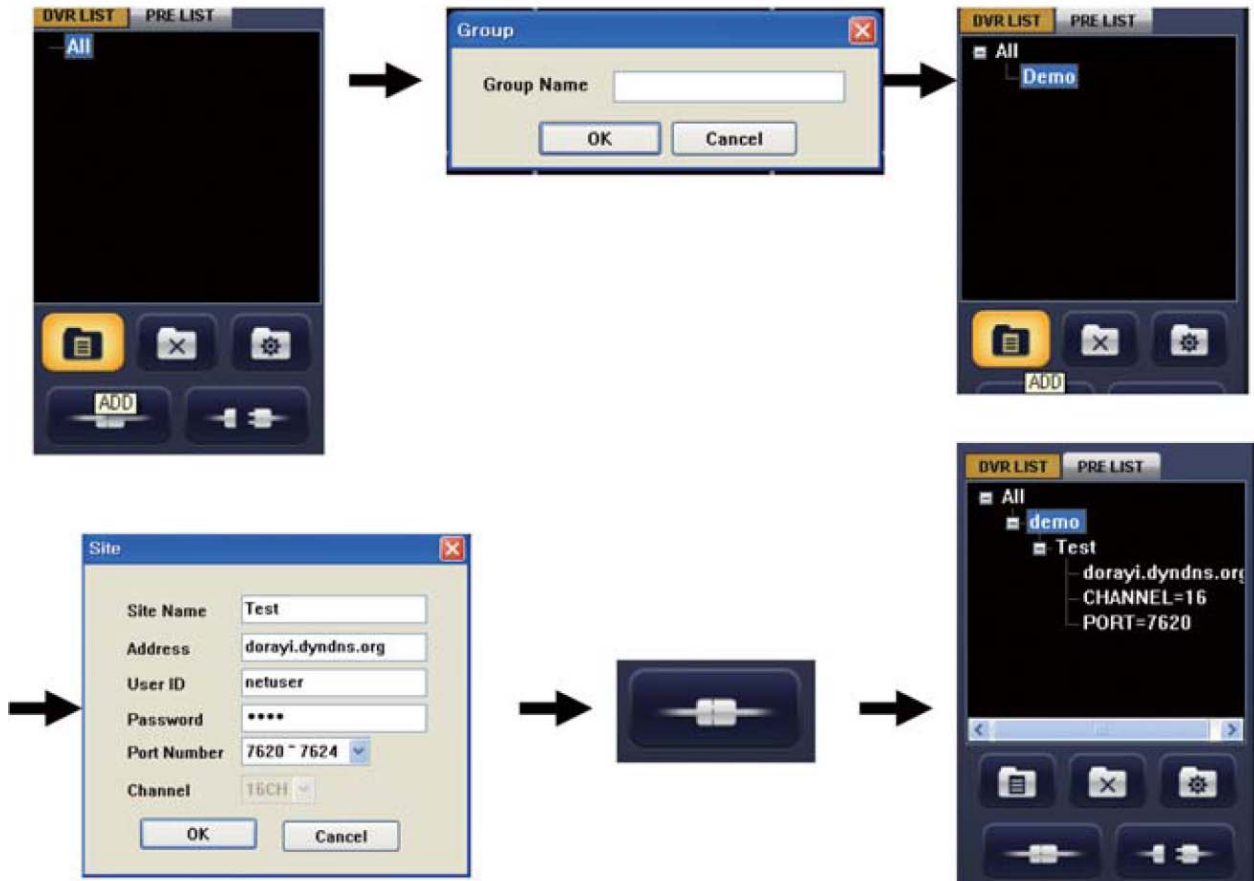 DVR LIST PRE LIST
All
ADD
Group
Group Name
OK Cancel
DVR LIST PRE LIST
All
Demo
ADD
Site
Site Name Test
Address dorayi.dyndns.org
User ID netuser
Password ••••
Port Number 7620 ~ 7624
Channel 16CH
OK Cancel
DVR LIST PRE LIST
All
demo
Test
dorayi.dyndns.org
CHANNEL=16
PORT=7620